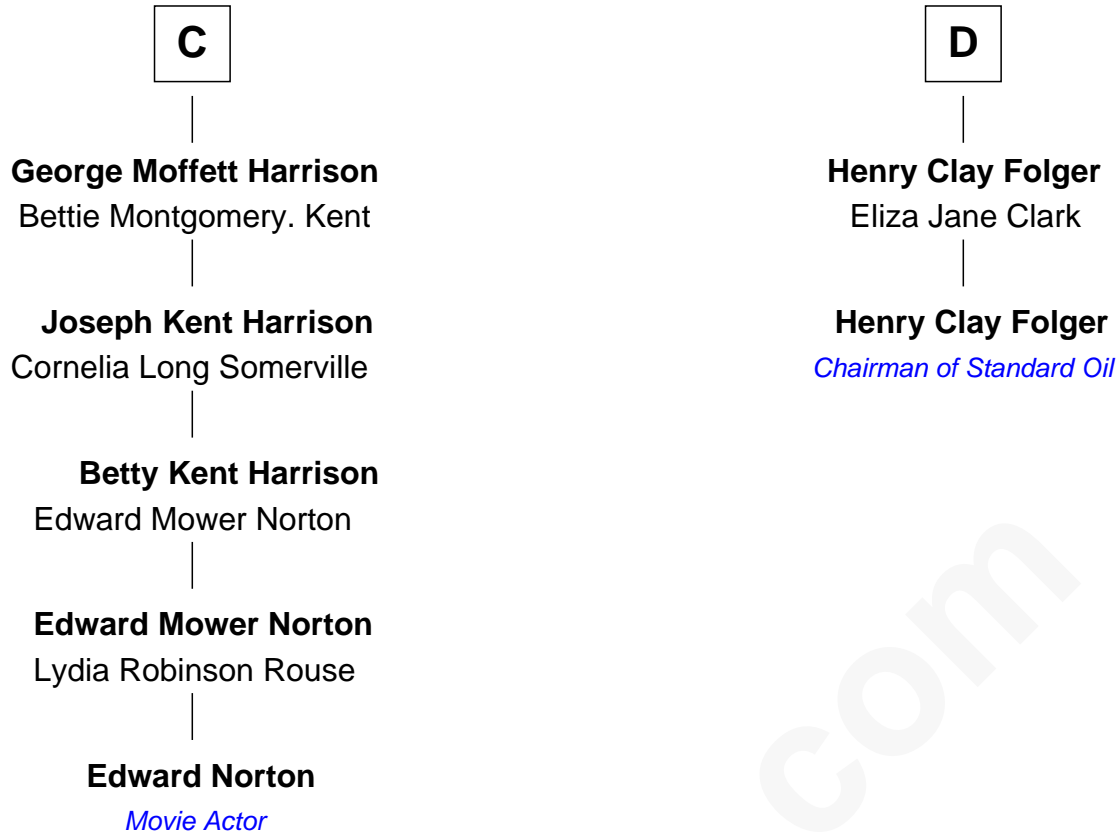 C
George Moffett Harrison
Bettie Montgomery. Kent
Joseph Kent Harrison
Cornelia Long Somerville
Betty Kent Harrison
Edward Mower Norton
Edward Mower Norton
Lydia Robinson Rouse
Edward Norton
Movie Actor
D
Henry Clay Folger
Eliza Jane Clark
Henry Clay Folger
Chairman of Standard Oil
com